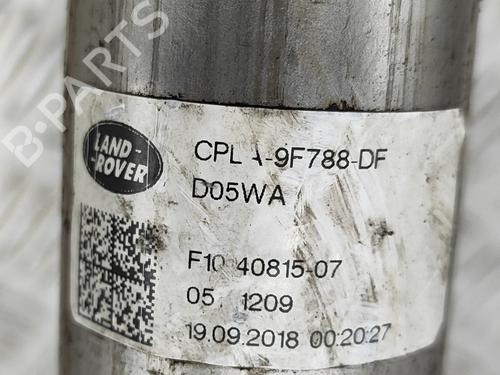 LAND-
-ROVER
CPL A-9F788-DF
D05WA
F10 40815-07
05 1209
19.09.2018 00:20:27
B-PARTS